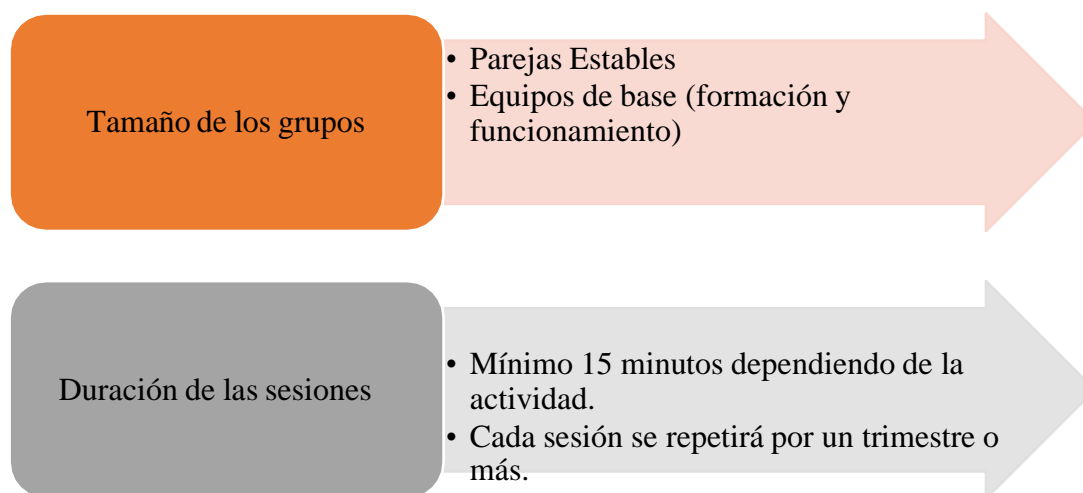 Tamaño de los grupos
• Parejas Estables
• Equipos de base (formación y
funcionamiento)
Duración de las sesiones
• Mínimo 15 minutos dependiendo de la
actividad.
• Cada sesión se repetirá por un trimestre o
más.